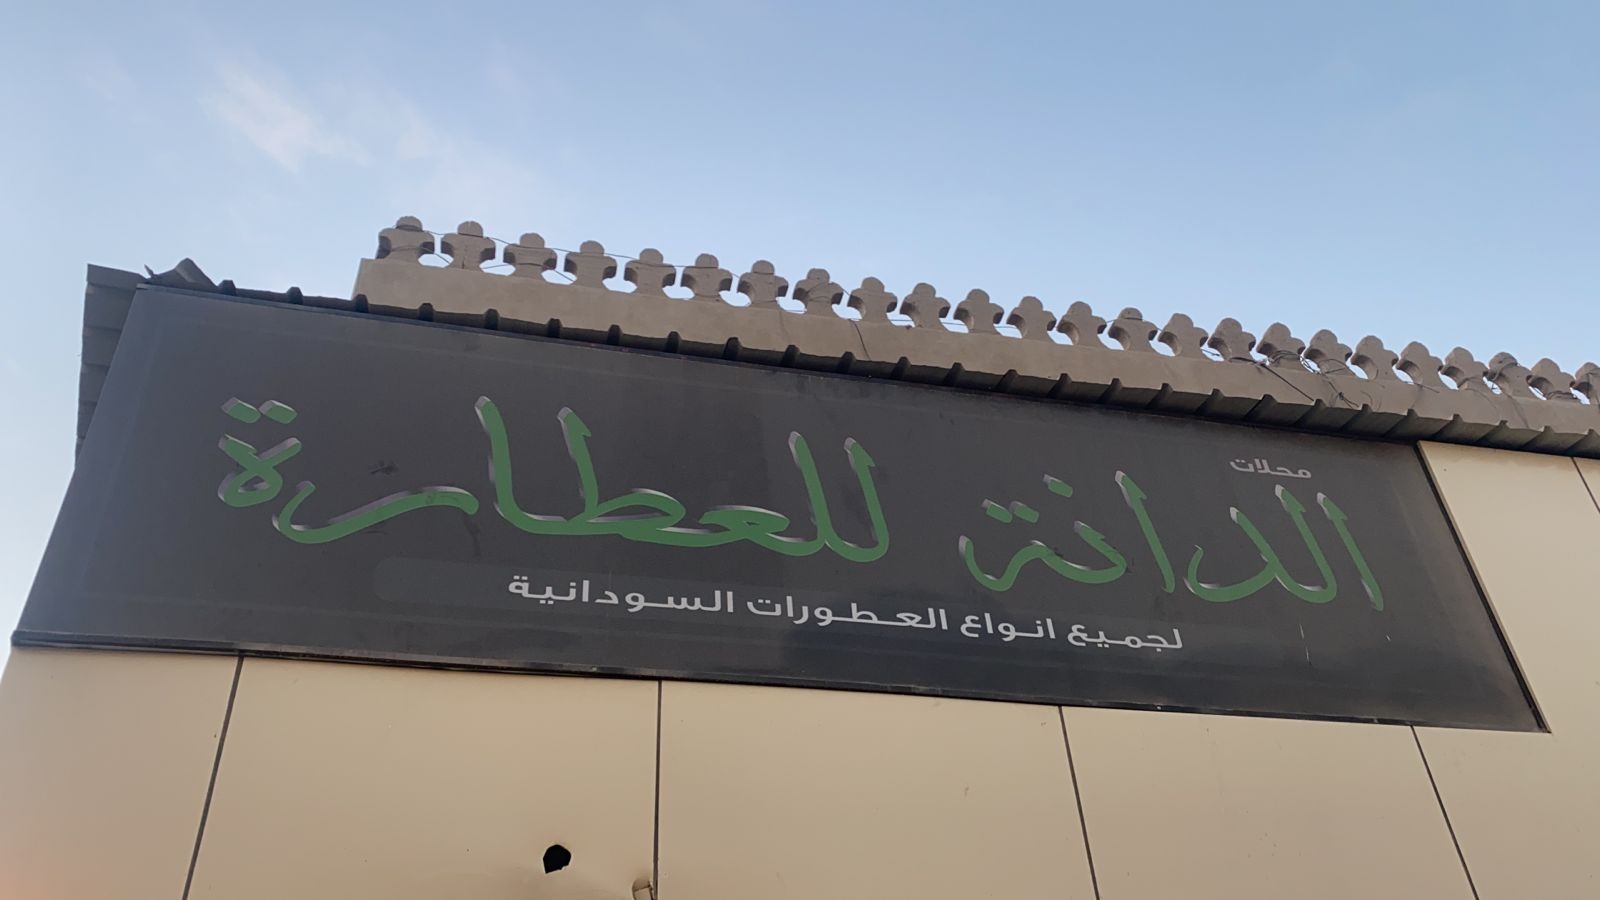 محلات
الدانة للعطارة
لجميع انواع العطورات السودانية